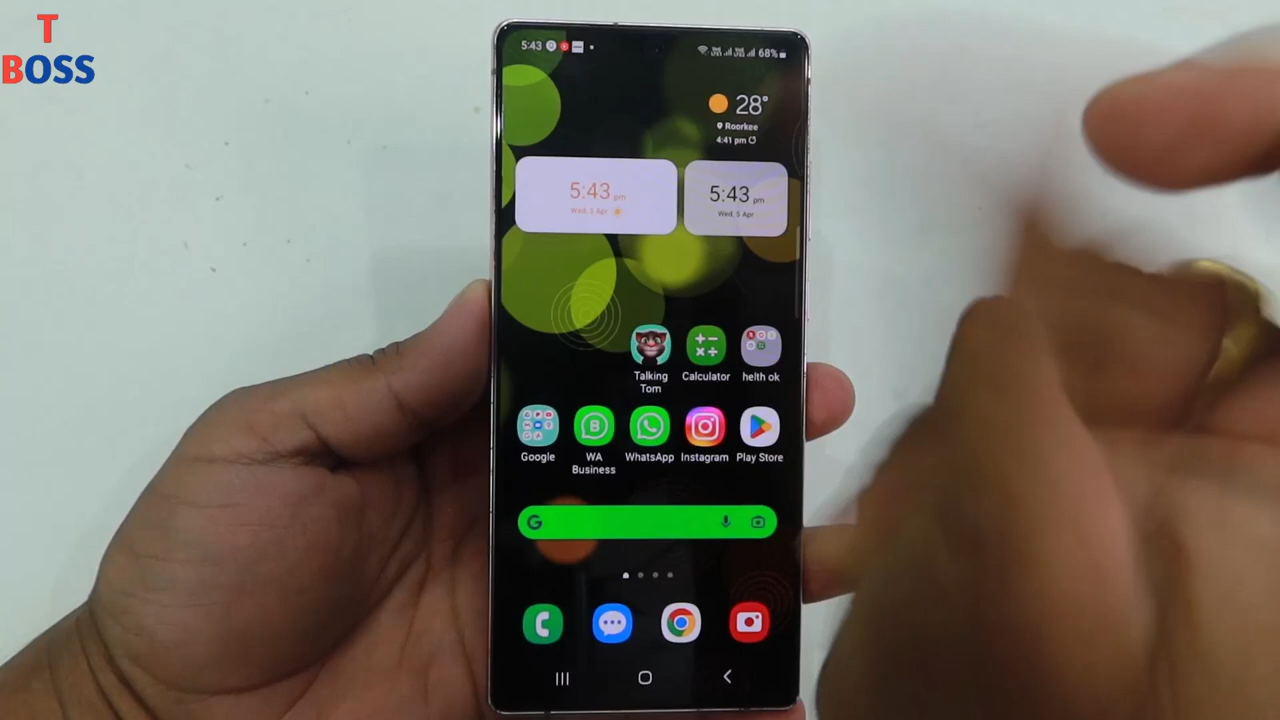 T
BOSS
5:43
68%
28°
Roorkee
4:41 pm
5:43 pm
Wed, 5 Apr
5:43 pm
Wed, 5 Apr
Talking
Tom
Calculator
helth ok
Google
WA
Business
WhatsApp
Instagram
Play Store